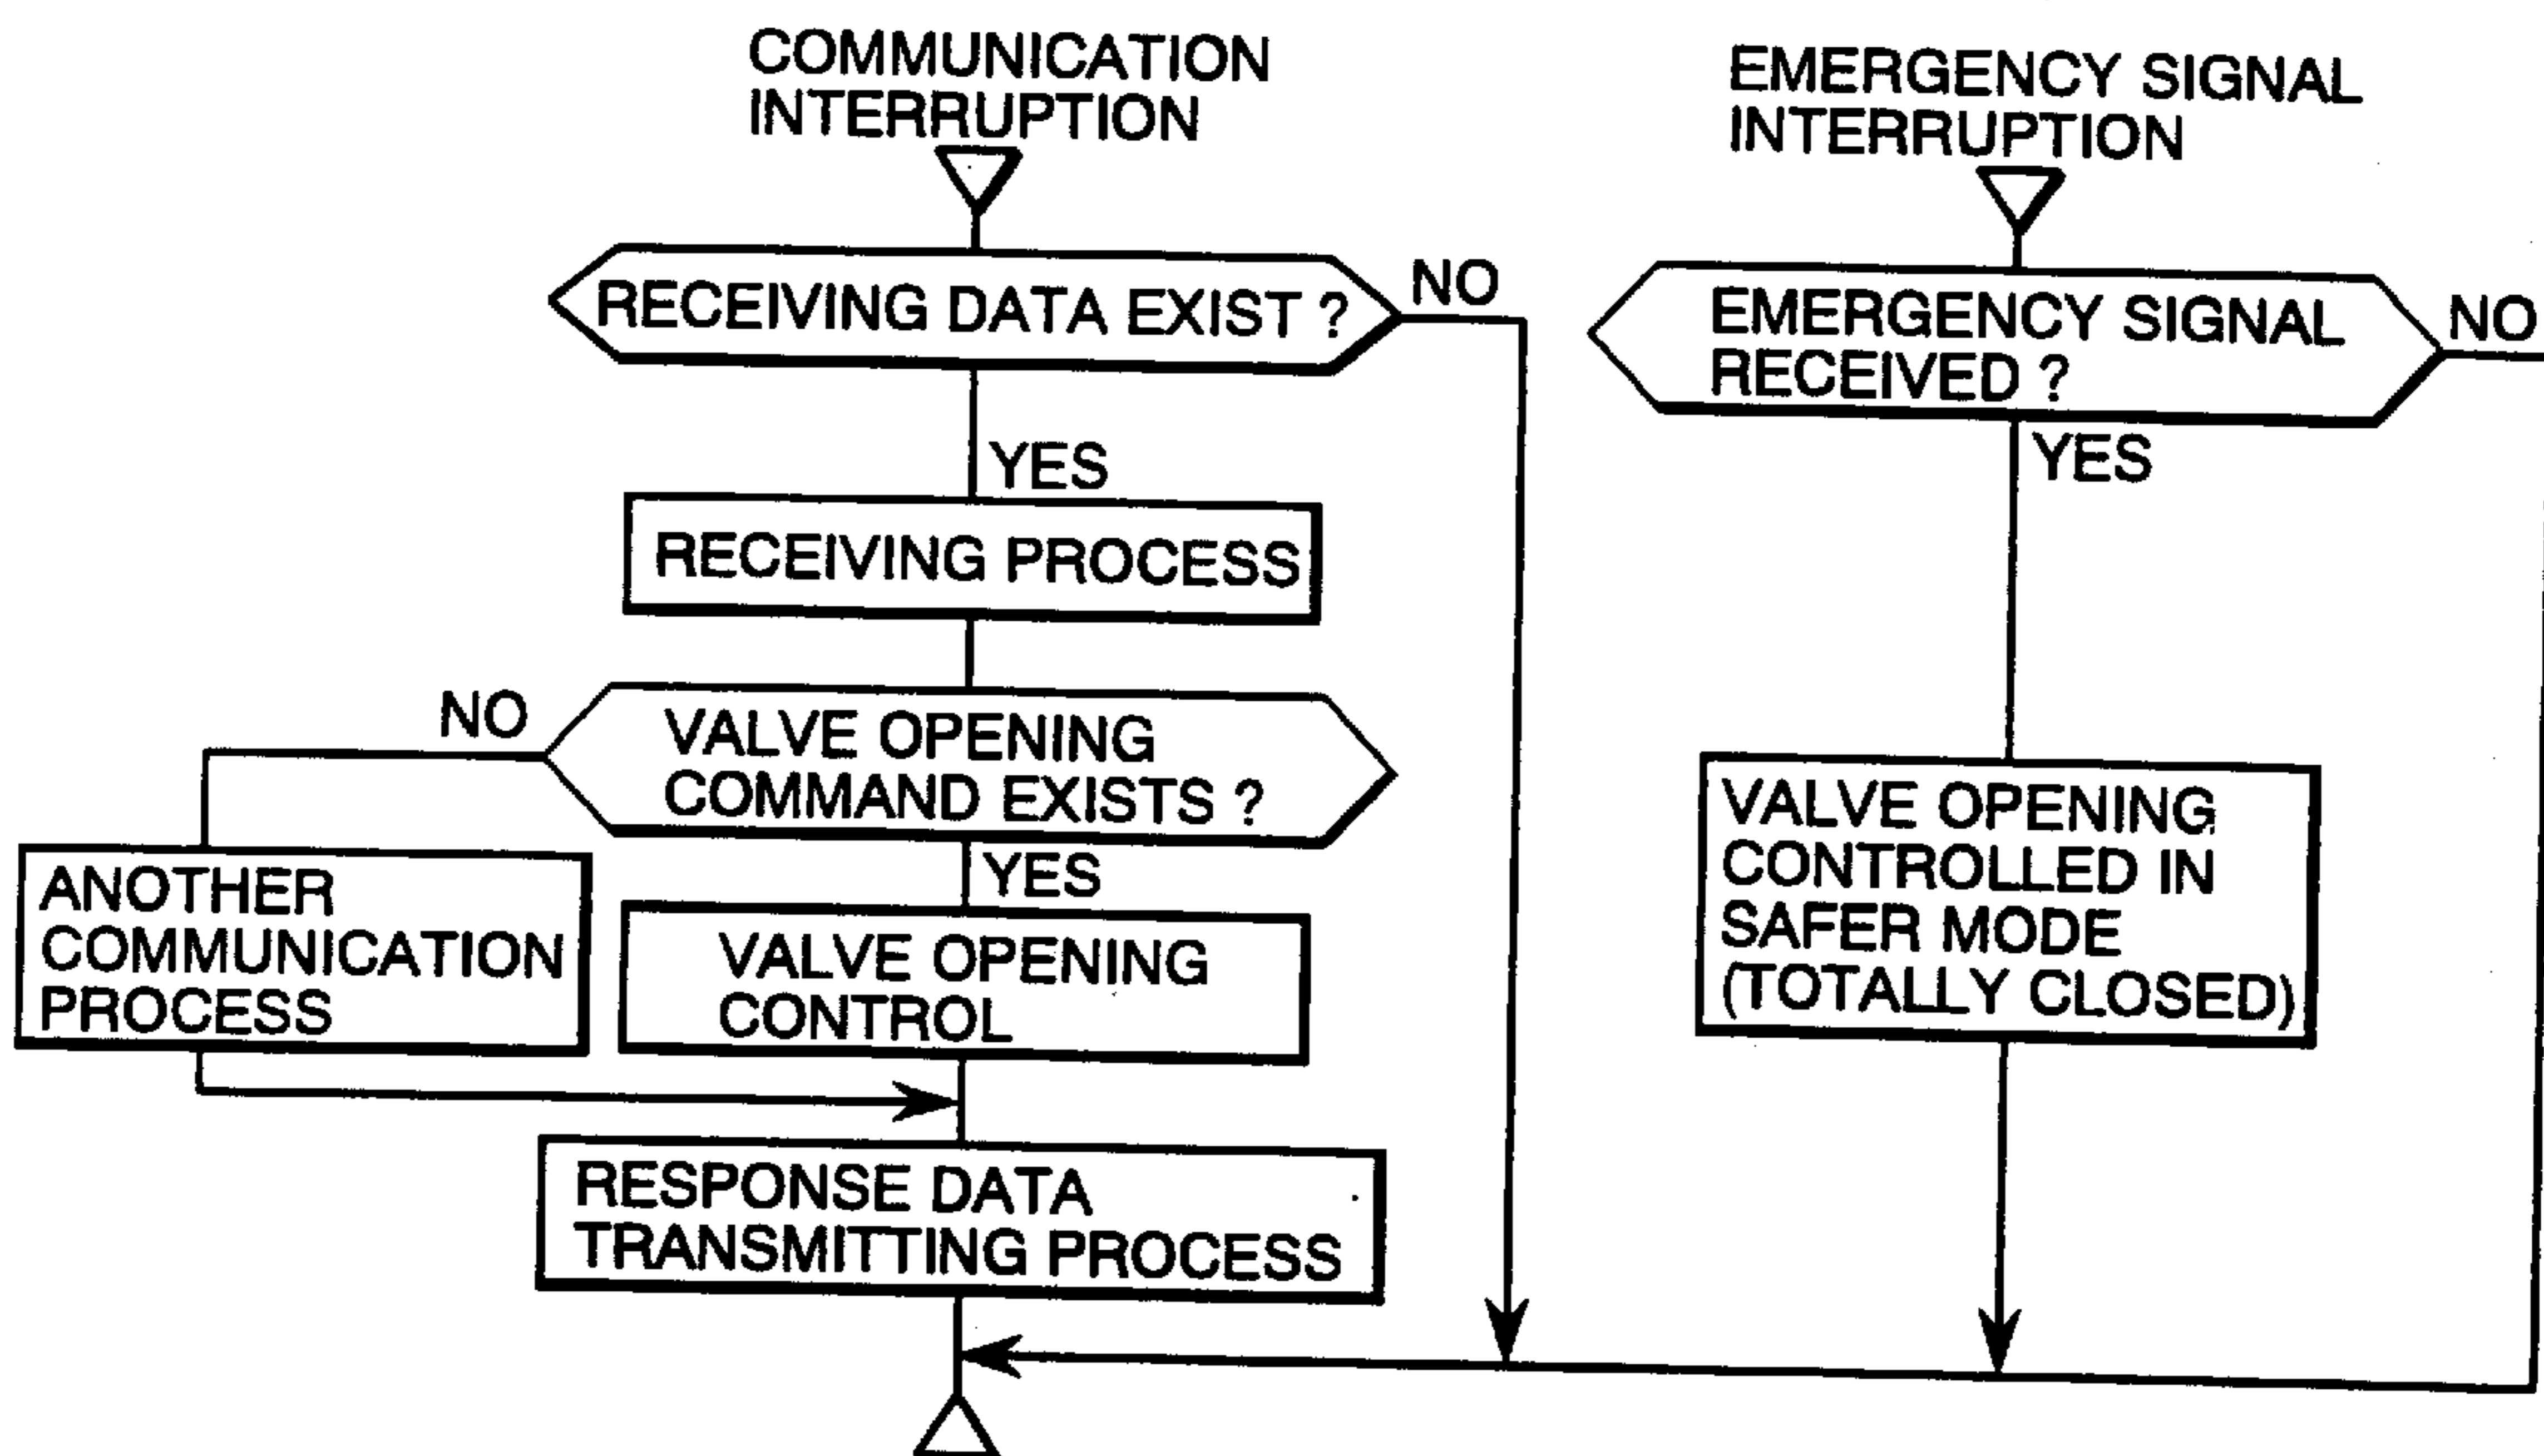 COMMUNICATION
INTERRUPTION
RECEIVING DATA EXIST ?
NO
YES
RECEIVING PROCESS
NO
VALVE OPENING
COMMAND EXISTS ?
YES
ANOTHER
COMMUNICATION
PROCESS
VALVE OPENING
CONTROL
RESPONSE DATA
TRANSMITTING PROCESS
EMERGENCY SIGNAL
INTERRUPTION
EMERGENCY SIGNAL
RECEIVED ?
NO
YES
VALVE OPENING
CONTROLLED IN
SAFER MODE
(TOTALLY CLOSED)